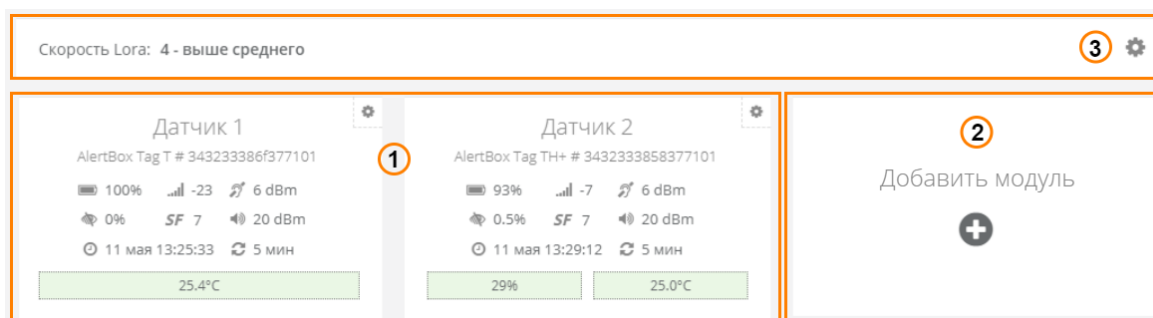 Скорость Lora: 4 - выше среднего
3
Датчик 1
AlertBox Tag T # 343233386f377101
100% -23 6 dBm
0% SF 7 20 dBm
11 мая 13:25:33 5 мин
25.4°C
1
Датчик 2
AlertBox Tag TH+ # 3432333858377101
93% -7 6 dBm
0.5% SF 7 20 dBm
11 мая 13:29:12 5 мин
29% 25.0°C
2
Добавить модуль